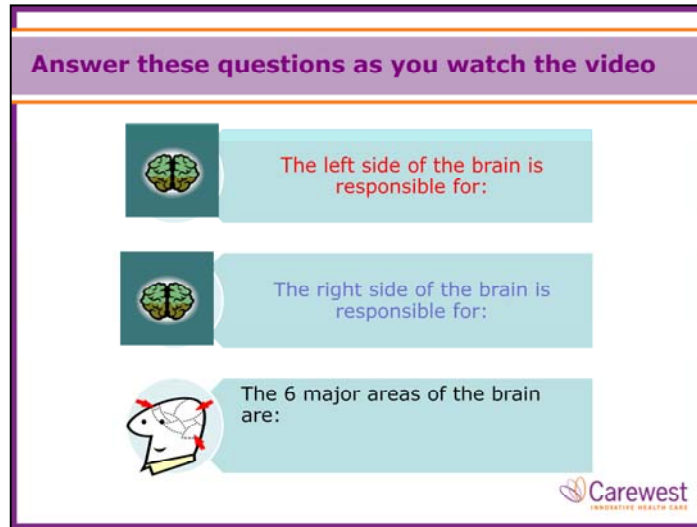 Answer these questions as you watch the video
The left side of the brain is
responsible for:
The right side of the brain is
responsible for:
The 6 major areas of the brain
are:
Carewest
INNOVATIVE HEALTH CARE